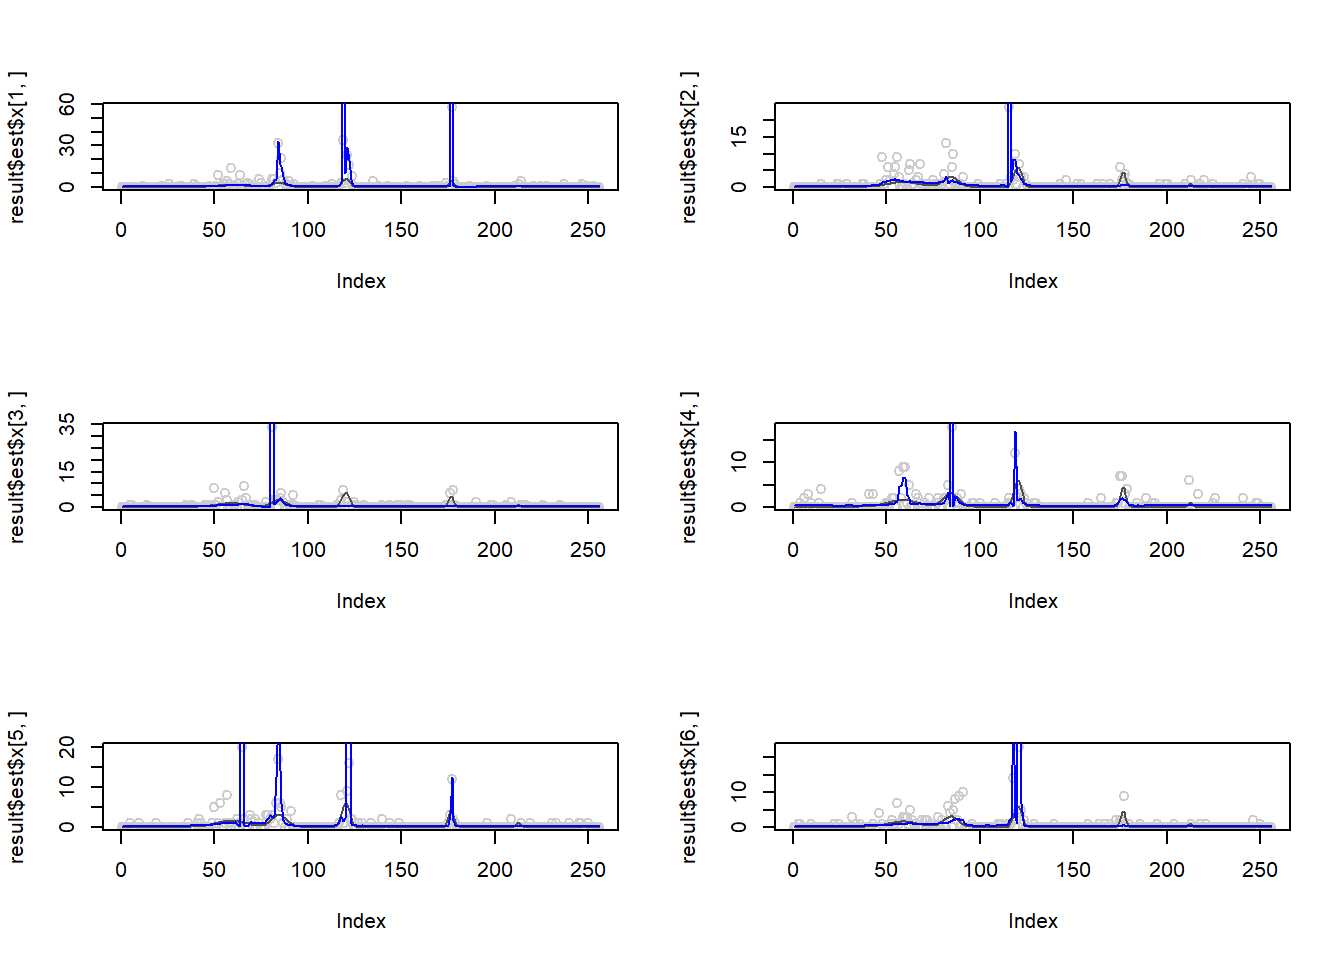 result$est$x[1, ]
0 30 60
0 50 100 150 200 250
Index
result$est$x[2, ]
0 15
0 50 100 150 200 250
Index
result$est$x[3, ]
0 15 35
0 50 100 150 200 250
Index
result$est$x[4, ]
0 10
0 50 100 150 200 250
Index
result$est$x[5, ]
0 10 20
0 50 100 150 200 250
Index
result$est$x[6, ]
0 10
0 50 100 150 200 250
Index